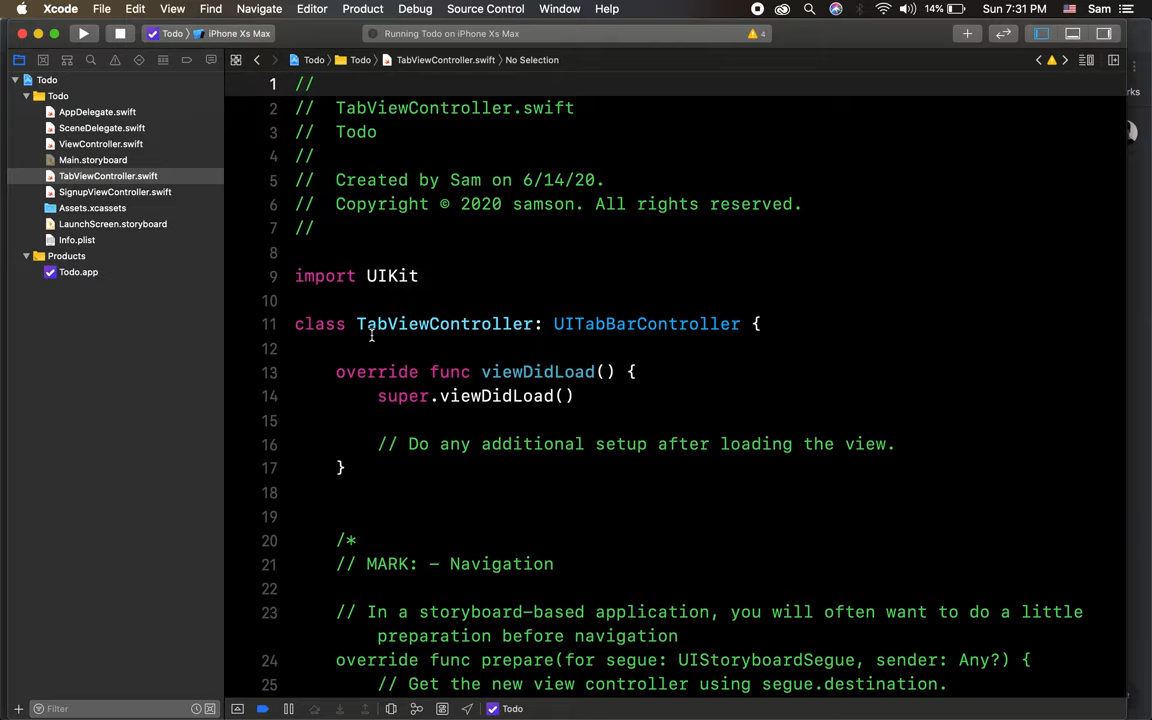 Xcode File Edit View Find Navigate Editor Product Debug Source Control Window Help 14% Sun 7:31 PM Sam
Todo iPhone Xs Max Running Todo on iPhone Xs Max 4
Todo Todo TabViewController.swift No Selection
Todo
Todo
AppDelegate.swift
SceneDelegate.swift
ViewController.swift
Main.storyboard
TabViewController.swift
SignupViewController.swift
Assets.xcassets
LaunchScreen.storyboard
Info.plist
Products
Todo.app
Filter
1 //
2 // TabViewController.swift
3 // Todo
4 //
5 // Created by Sam on 6/14/20.
6 // Copyright © 2020 samson. All rights reserved.
7 //
8
9 import UIKit
10
11 class TabViewController: UITabBarController {
12
13 override func viewDidLoad() {
14 super.viewDidLoad()
15
16 // Do any additional setup after loading the view.
17 }
18
19
20 /*
21 // MARK: - Navigation
22
23 // In a storyboard-based application, you will often want to do a little
preparation before navigation
24 override func prepare(for segue: UIStoryboardSegue, sender: Any?) {
25 // Get the new view controller using segue.destination.
Todo
rks